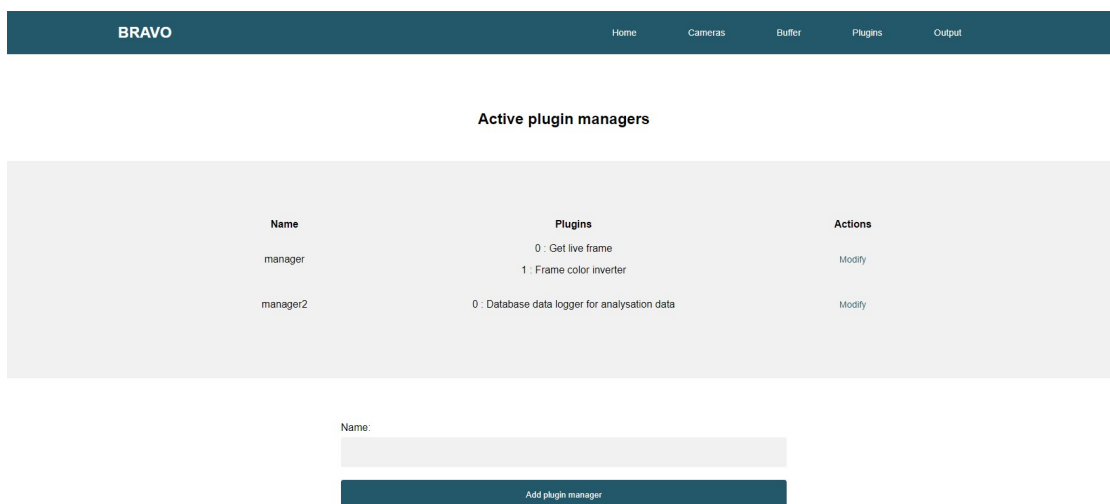 BRAVO Home Cameras Buffer Plugins Output
Active plugin managers
Name Plugins Actions
manager 0 : Get live frame Modify
1 : Frame color inverter
manager2 0 : Database data logger for analysation data Modify
Name:
Add plugin manager